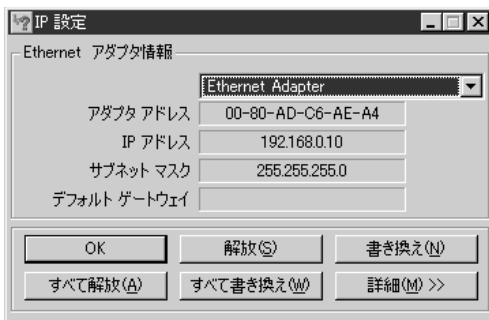 IP 設定
Ethernet アダプタ情報
Ethernet Adapter
アダプタ アドレス 00-80-AD-C6-AE-A4
IP アドレス 192.168.0.10
サブネット マスク 255.255.255.0
デフォルト ゲートウェイ
OK 解放(S) 書き換え(N)
すべて解放(A) すべて書き換え(W) 詳細(M) >>